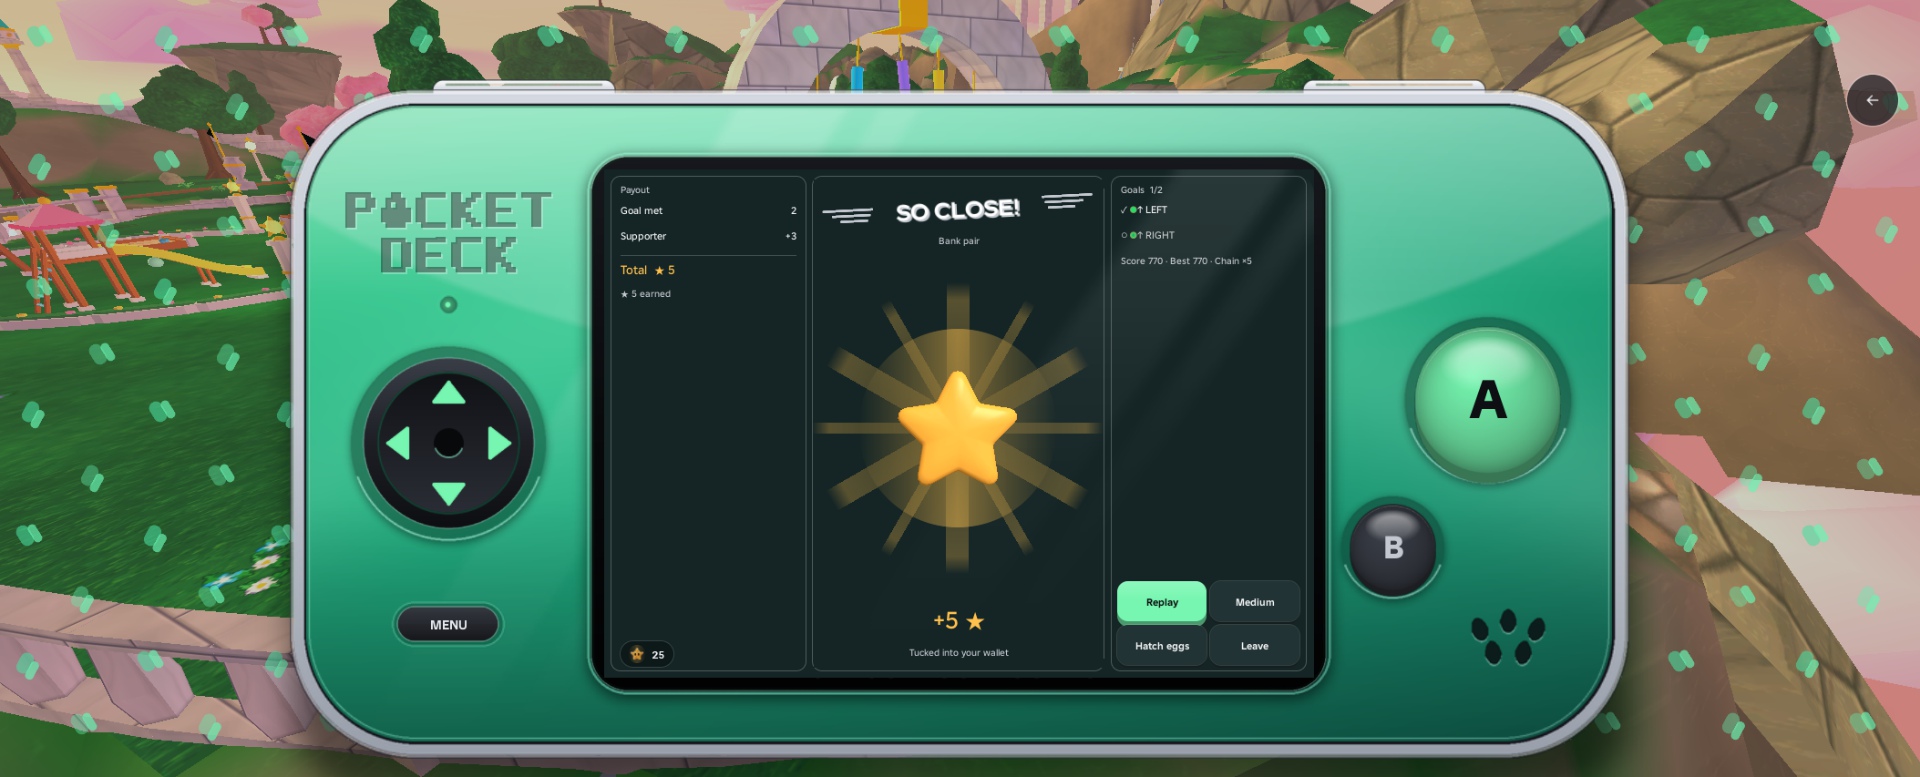 POCKET
DECK
MENU
Payout
Goal met 2
Supporter +3
Total ★ 5
★ 5 earned
25
SO CLOSE!
Bank pair
+5 ★
Tucked into your wallet
Goals 1/2
✓ ●↑ LEFT
○ ●↑ RIGHT
Score 770 · Best 770 · Chain ×5
Replay Medium
Hatch eggs Leave
A
B